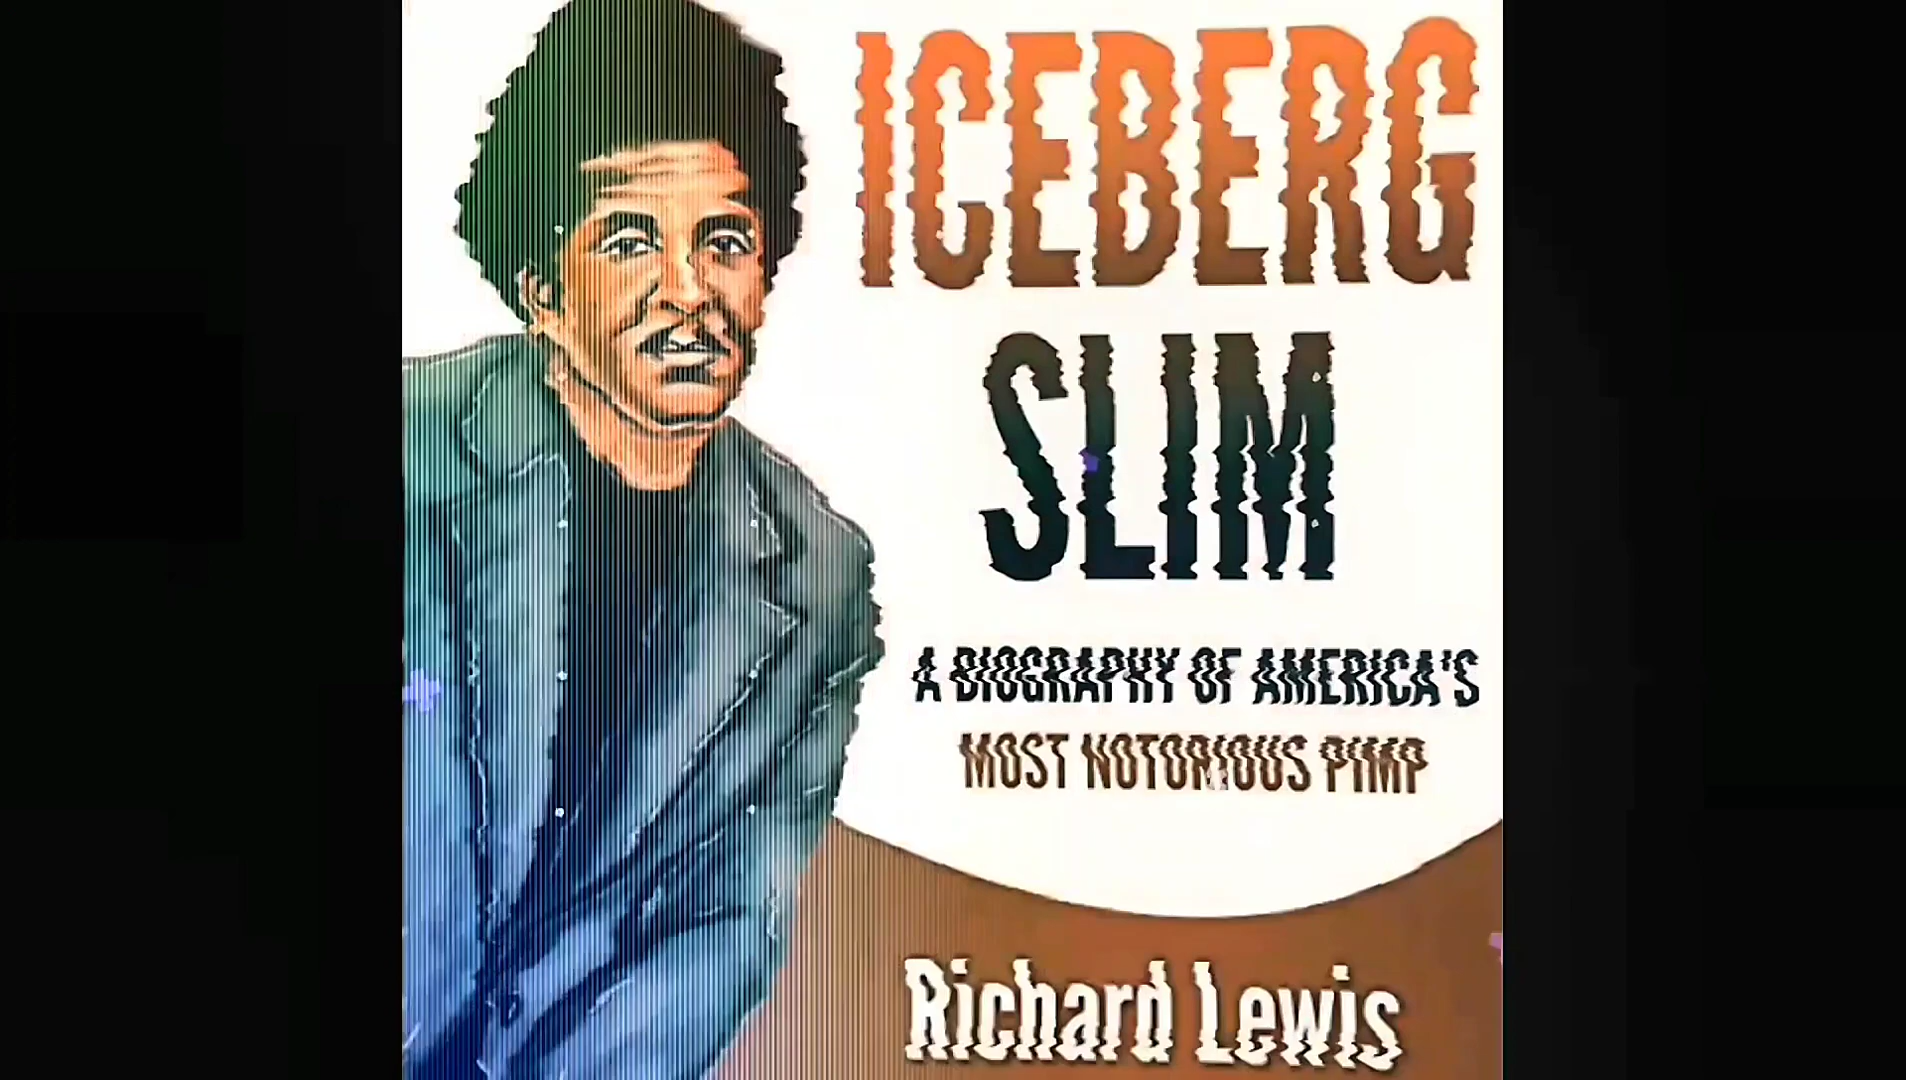 ICEBERG
SLIM
A BIOGRAPHY OF AMERICA'S
MOST NOTORIOUS PIMP
Richard Lewis